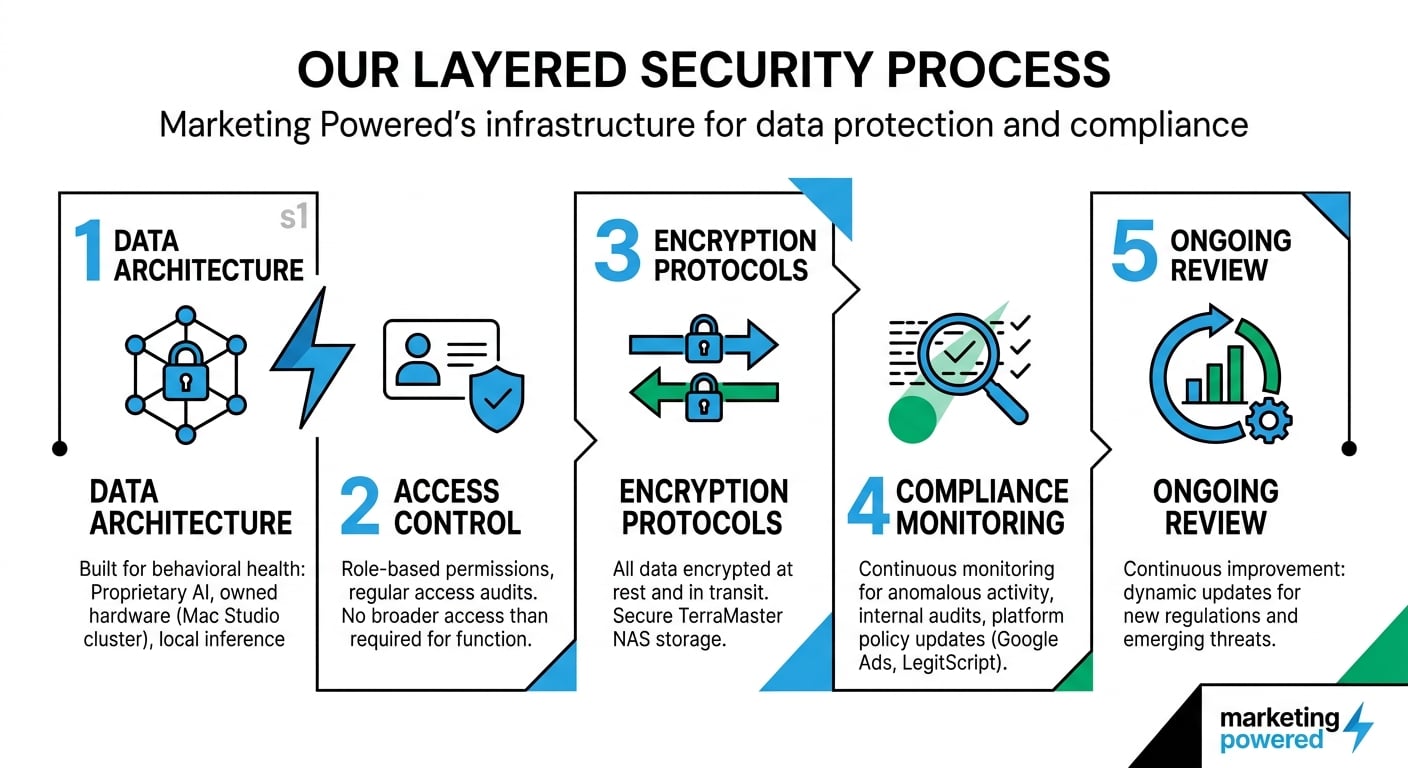 OUR LAYERED SECURITY PROCESS
Marketing Powered's infrastructure for data protection and compliance
s1
1 DATA
ARCHITECTURE
DATA
ARCHITECTURE
Built for behavioral health:
Proprietary AI, owned
hardware (Mac Studio
cluster), local inference
2 ACCESS
CONTROL
Role-based permissions,
regular access audits.
No broader access than
required for function.
3 ENCRYPTION
PROTOCOLS
ENCRYPTION
PROTOCOLS
All data encrypted at
rest and in transit.
Secure TerraMaster
NAS storage.
4 COMPLIANCE
MONITORING
Continuous monitoring
for anomalous activity,
internal audits, platform
policy updates (Google
Ads, LegitScript).
5 ONGOING
REVIEW
ONGOING
REVIEW
Continuous improvement:
dynamic updates for
new regulations and
emerging threats.
marketing
powered